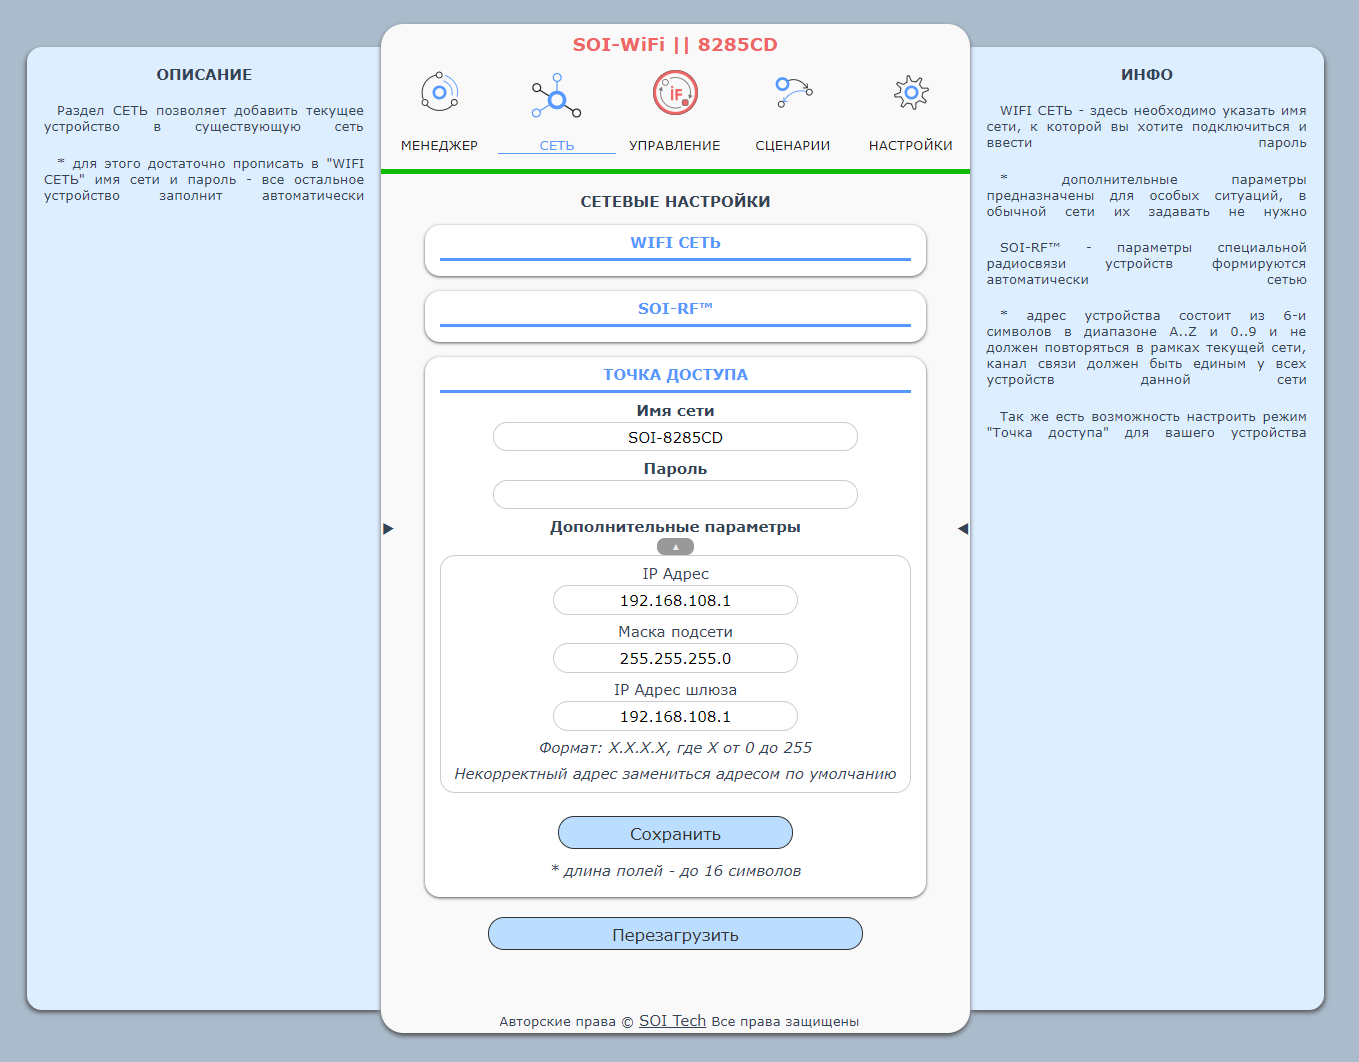 SOI-WiFi || 8285CD
МЕНЕДЖЕР
СЕТЬ
iF
УПРАВЛЕНИЕ
СЦЕНАРИИ
НАСТРОЙКИ
ОПИСАНИЕ
Раздел СЕТЬ позволяет добавить текущее
устройство в существующую сеть
* для этого достаточно прописать в "WIFI
СЕТЬ" имя сети и пароль - все остальное
устройство заполнит автоматически
СЕТЕВЫЕ НАСТРОЙКИ
WIFI СЕТЬ
SOI-RF™
ТОЧКА ДОСТУПА
Имя сети
SOI-8285CD
Пароль
Дополнительные параметры
▲
IP Адрес
192.168.108.1
Маска подсети
255.255.255.0
IP Адрес шлюза
192.168.108.1
Формат: X.X.X.X, где X от 0 до 255
Некорректный адрес замениться адресом по умолчанию
Сохранить
* длина полей - до 16 символов
Перезагрузить
Авторские права © SOI Tech Все права защищены
ИНФО
WIFI СЕТЬ - здесь необходимо указать имя
сети, к которой вы хотите подключиться и
ввести пароль
* дополнительные параметры
предназначены для особых ситуаций, в
обычной сети их задавать не нужно
SOI-RF™ - параметры специальной
радиосвязи устройств формируются
автоматически сетью
* адрес устройства состоит из 6-и
символов в диапазоне A..Z и 0..9 и не
должен повторяться в рамках текущей сети,
канал связи должен быть единым у всех
устройств данной сети
Так же есть возможность настроить режим
"Точка доступа" для вашего устройства